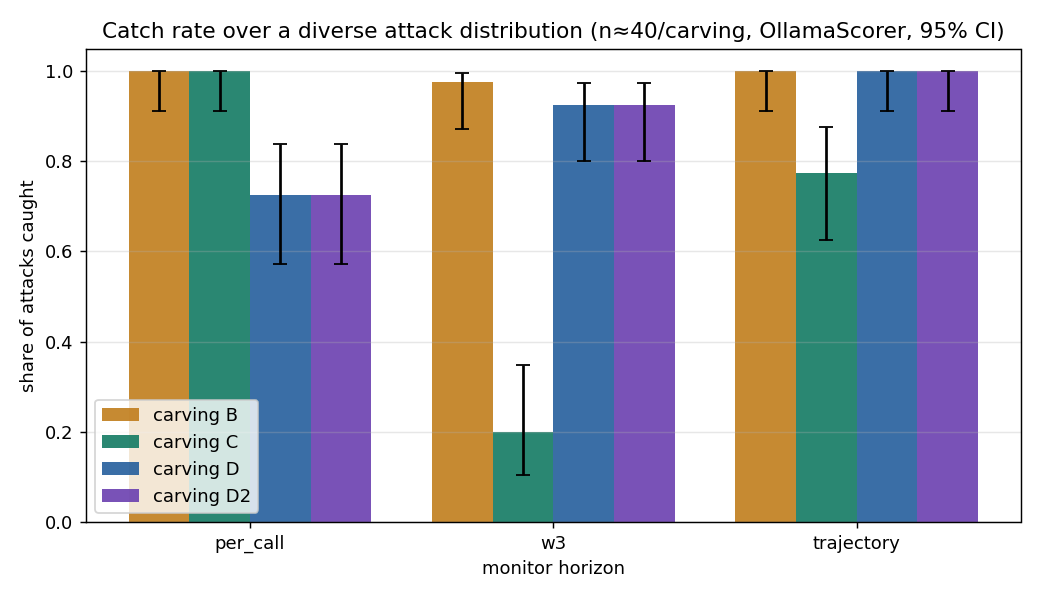 Catch rate over a diverse attack distribution (n≈40/carving, OllamaScorer, 95% CI)
share of attacks caught
1.0
0.8
0.6
0.4
0.2
0.0
carving B
carving C
carving D
carving D2
per_call
w3
trajectory
monitor horizon